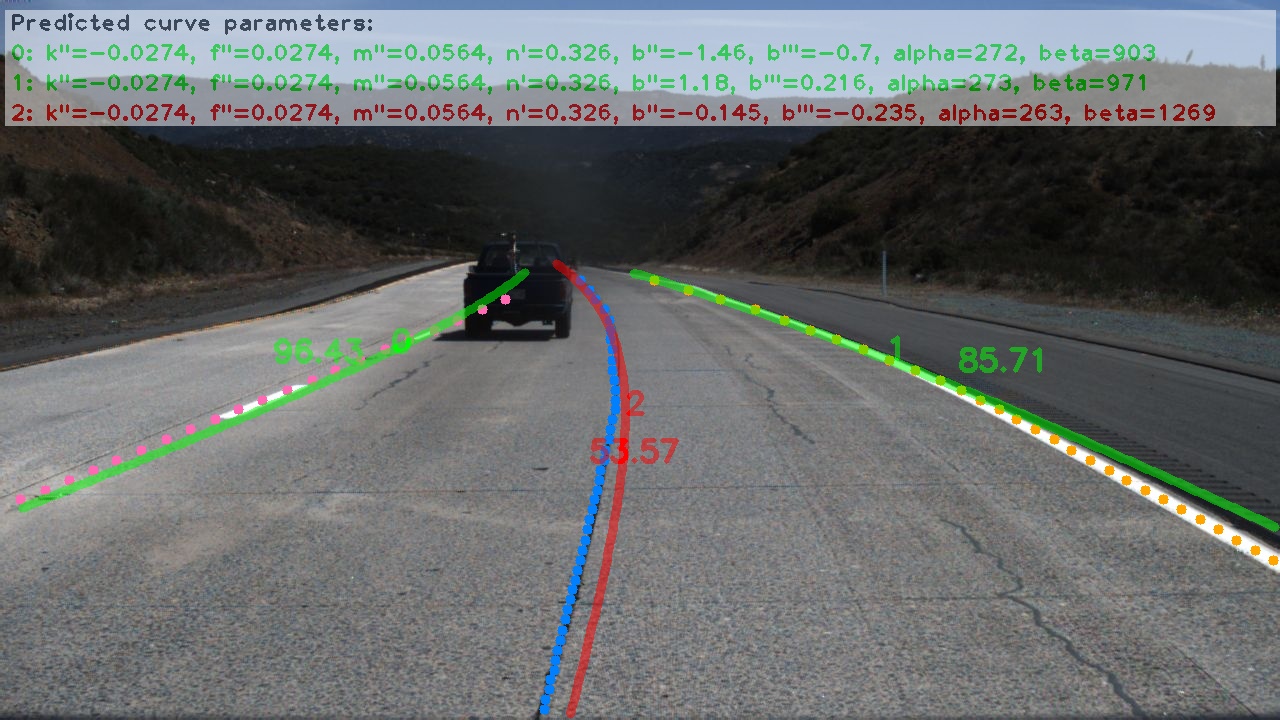 Predicted curve parameters:
0: k''=-0.0274, f''=0.0274, m''=0.0564, n'=0.326, b''=-1.46, b'''=-0.7, alpha=272, beta=903
1: k''=-0.0274, f''=0.0274, m''=0.0564, n'=0.326, b''=1.18, b'''=0.216, alpha=273, beta=971
2: k''=-0.0274, f''=0.0274, m''=0.0564, n'=0.326, b''=-0.145, b'''=-0.235, alpha=263, beta=1269
96.43 0
1 85.71
2
53.57